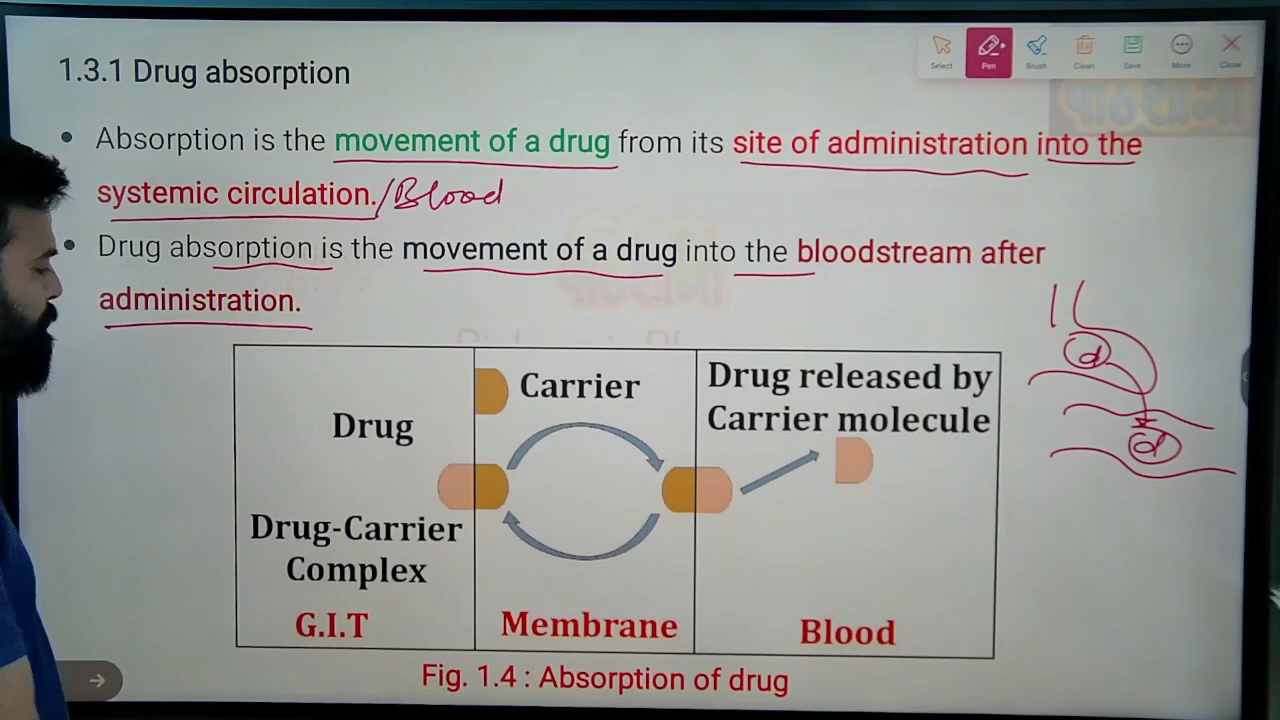 1.3.1 Drug absorption
Select Pen Brush Clean Save More Close
પાઠશાલા
• Absorption is the movement of a drug from its site of administration into the
systemic circulation./Blood
• Drug absorption is the movement of a drug into the bloodstream after
administration.
d
d
Carrier
Drug released by
Carrier molecule
Drug
Drug-Carrier
Complex
G.I.T
Membrane
Blood
Fig. 1.4 : Absorption of drug